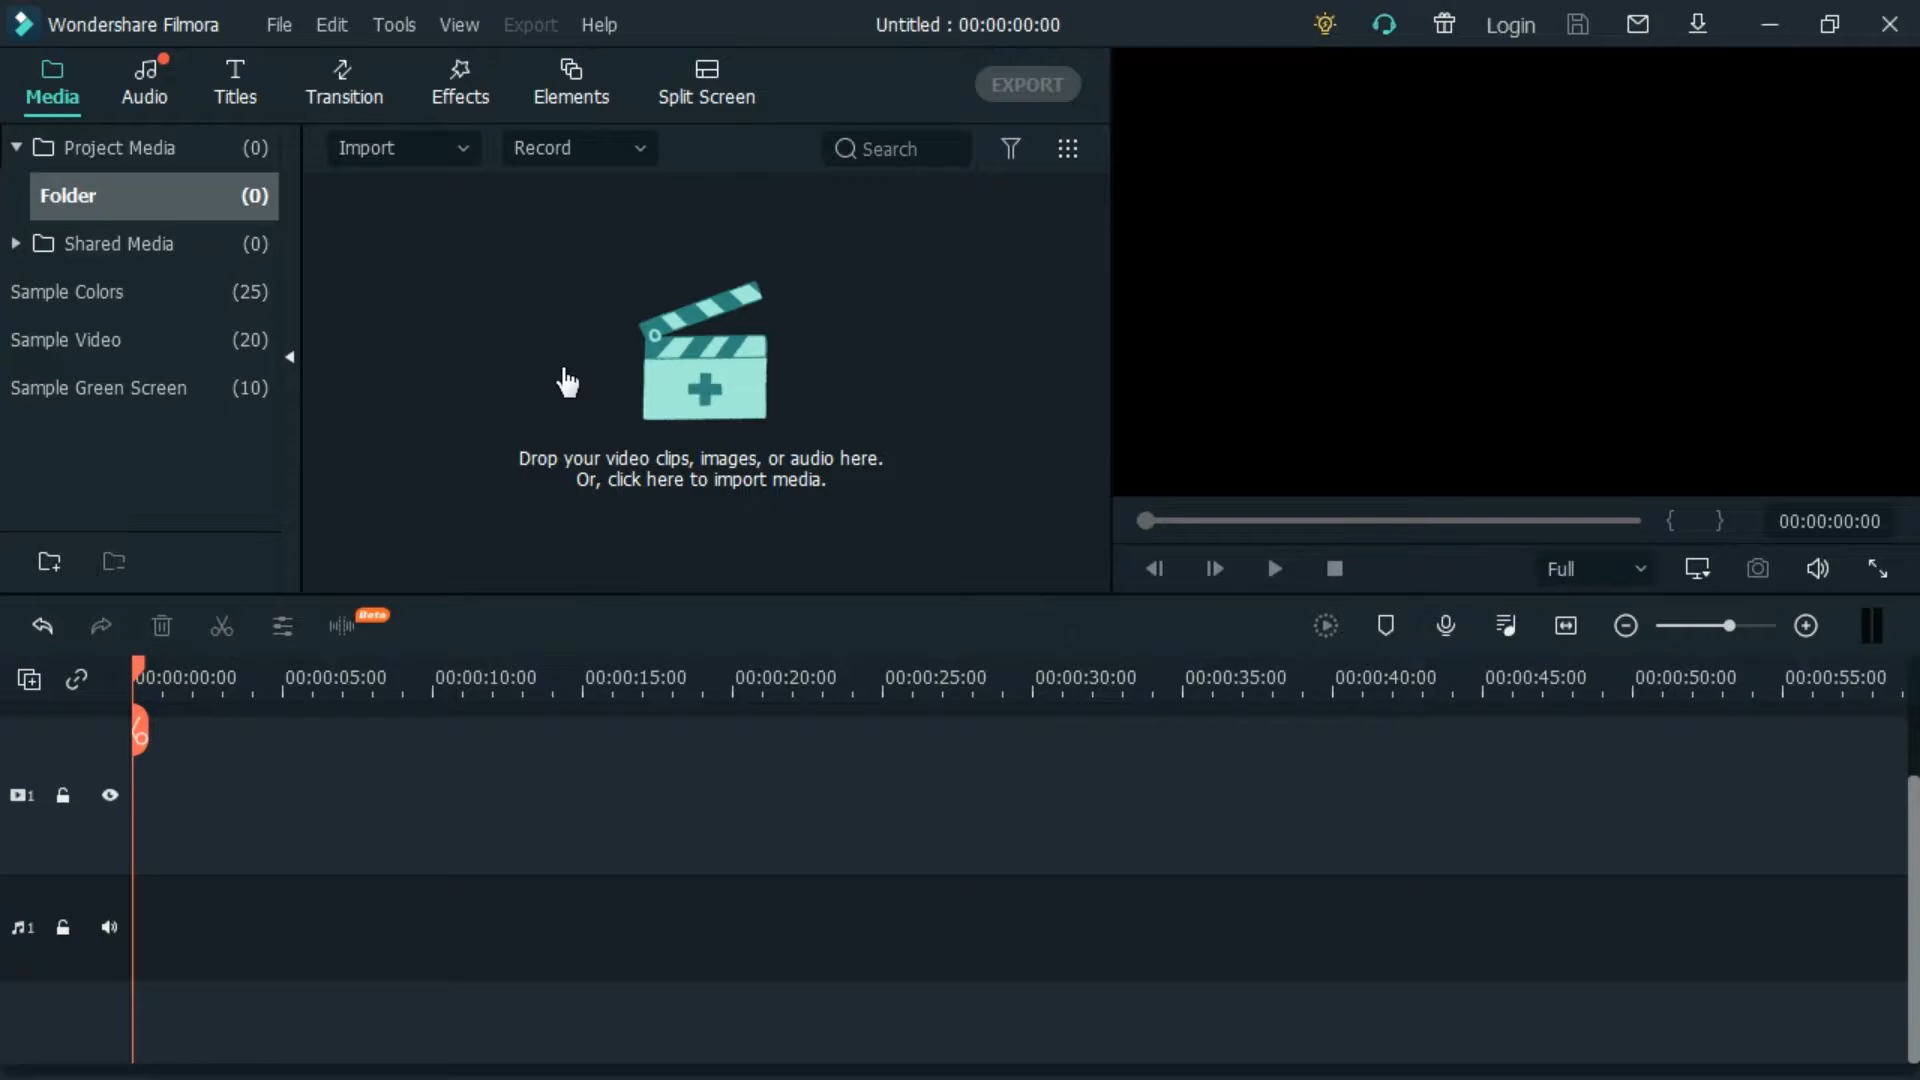 Wondershare Filmora File Edit Tools View Export Help Untitled : 00:00:00:00 Login
Media Audio Titles Transition Effects Elements Split Screen EXPORT
Project Media (0) Import Record Search
Folder (0)
Shared Media (0)
Sample Colors (25)
Sample Video (20)
Sample Green Screen (10)
Drop your video clips, images, or audio here.
Or, click here to import media.
{ } 00:00:00:00
Full
Beta
00:00:00:00 00:00:05:00 00:00:10:00 00:00:15:00 00:00:20:00 00:00:25:00 00:00:30:00 00:00:35:00 00:00:40:00 00:00:45:00 00:00:50:00 00:00:55:00
1
1